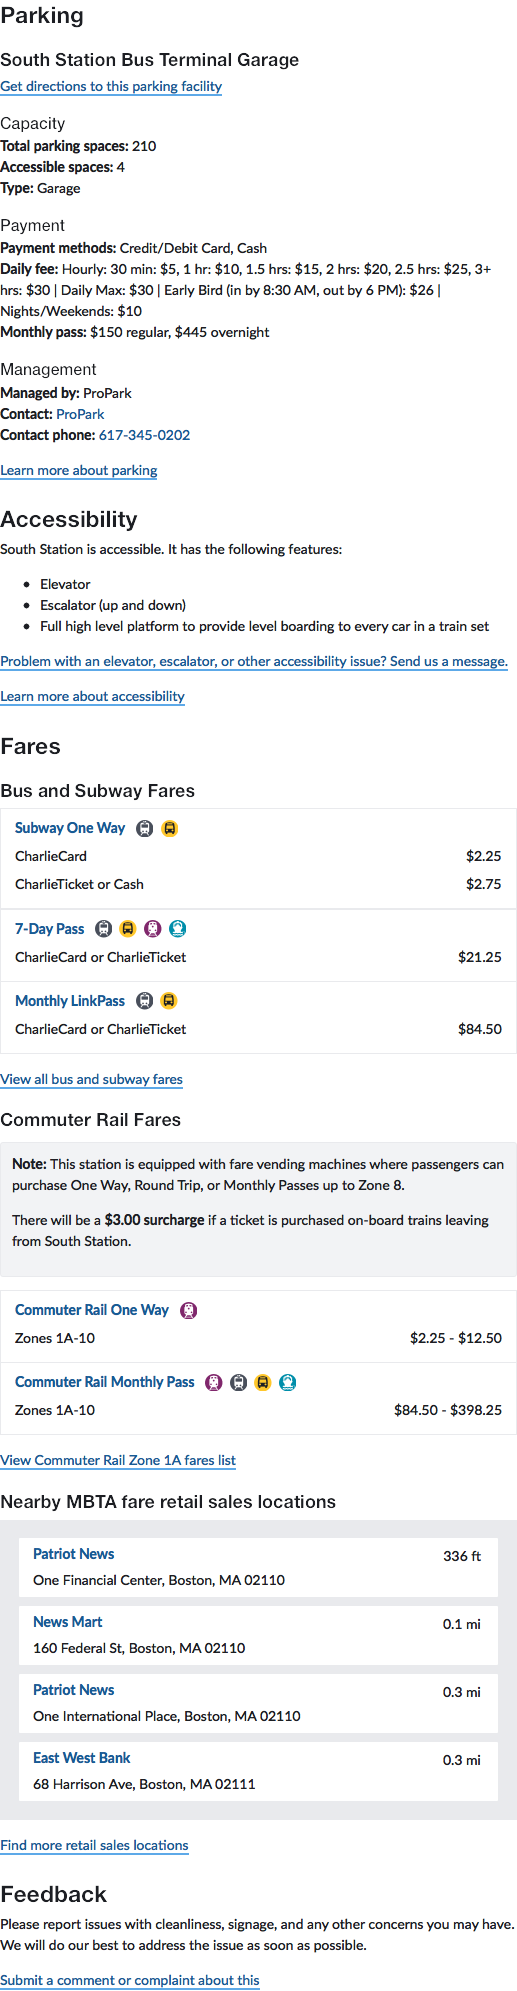 Parking
South Station Bus Terminal Garage
Get directions to this parking facility
Capacity
Total parking spaces: 210
Accessible spaces: 4
Type: Garage
Payment
Payment methods: Credit/Debit Card, Cash
Daily fee: Hourly: 30 min: $5, 1 hr: $10, 1.5 hrs: $15, 2 hrs: $20, 2.5 hrs: $25, 3+
hrs: $30 | Daily Max: $30 | Early Bird (in by 8:30 AM, out by 6 PM): $26 |
Nights/Weekends: $10
Monthly pass: $150 regular, $445 overnight
Management
Managed by: ProPark
Contact: ProPark
Contact phone: 617-345-0202
Learn more about parking
Accessibility
South Station is accessible. It has the following features:
• Elevator
• Escalator (up and down)
• Full high level platform to provide level boarding to every car in a train set
Problem with an elevator, escalator, or other accessibility issue? Send us a message.
Learn more about accessibility
Fares
Bus and Subway Fares
Subway One Way
CharlieCard $2.25
CharlieTicket or Cash $2.75
7-Day Pass
CharlieCard or CharlieTicket $21.25
Monthly LinkPass
CharlieCard or CharlieTicket $84.50
View all bus and subway fares
Commuter Rail Fares
Note: This station is equipped with fare vending machines where passengers can
purchase One Way, Round Trip, or Monthly Passes up to Zone 8.
There will be a $3.00 surcharge if a ticket is purchased on-board trains leaving
from South Station.
Commuter Rail One Way
Zones 1A-10 $2.25 - $12.50
Commuter Rail Monthly Pass
Zones 1A-10 $84.50 - $398.25
View Commuter Rail Zone 1A fares list
Nearby MBTA fare retail sales locations
Patriot News 336 ft
One Financial Center, Boston, MA 02110
News Mart 0.1 mi
160 Federal St, Boston, MA 02110
Patriot News 0.3 mi
One International Place, Boston, MA 02110
East West Bank 0.3 mi
68 Harrison Ave, Boston, MA 02111
Find more retail sales locations
Feedback
Please report issues with cleanliness, signage, and any other concerns you may have.
We will do our best to address the issue as soon as possible.
Submit a comment or complaint about this